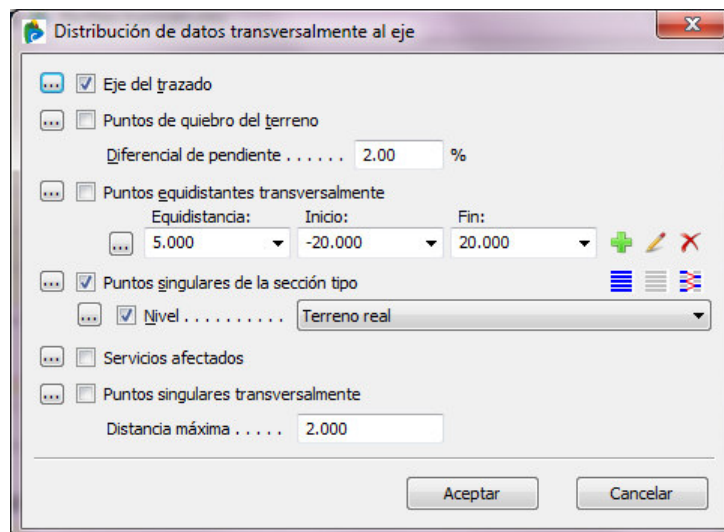 Distribución de datos transversalmente al eje
... Eje del trazado
... Puntos de quiebro del terreno
Diferencial de pendiente . . . . . . 2.00 %
... Puntos equidistantes transversalmente
Equidistancia: Inicio: Fin:
... 5.000 -20.000 20.000
... Puntos singulares de la sección tipo
... Nivel . . . . . . . . . . Terreno real
... Servicios afectados
... Puntos singulares transversalmente
Distancia máxima . . . . . 2.000
Aceptar Cancelar